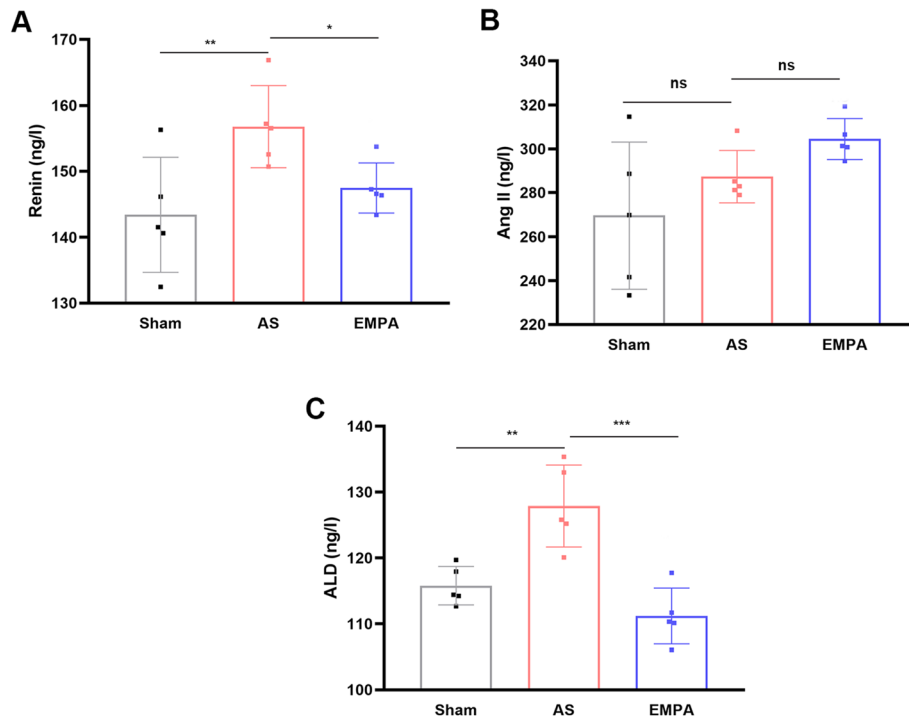 A
Renin (ng/l)
170
160
150
140
130
**
*
Sham AS EMPA
B
Ang II (ng/l)
340
320
300
280
260
240
220
ns
ns
Sham AS EMPA
C
ALD (ng/l)
140
130
120
110
100
**
***
Sham AS EMPA